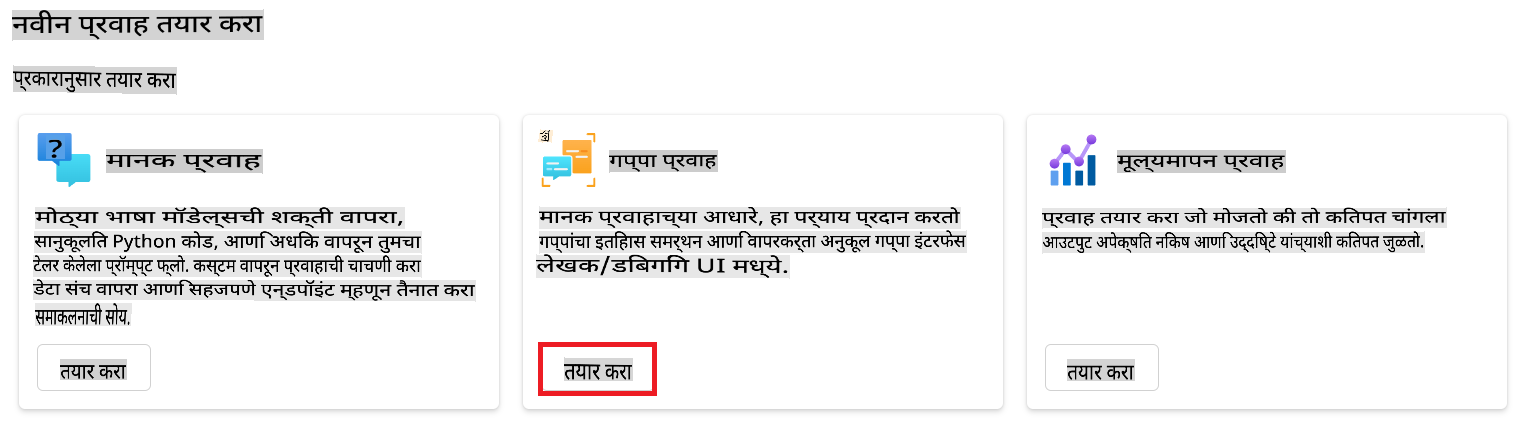 नवीन प्रवाह तयार करा
प्रकारानुसार तयार करा
?
मानक प्रवाह
मोठ्या भाषा मॉडेल्सची शक्ती वापरा,
सानुकूलित Python कोड, आणि अधिक वापरून तुमचा
टेलर केलेला प्रॉम्प्ट फ्लो. कस्टम वापरून प्रवाहाची चाचणी करा
डेटा संच वापरा आणि सहजपणे एन्डपॉइंट म्हणून तैनात करा
समाकलनाची सोय.
तयार करा
गप्पा प्रवाह
मानक प्रवाहाच्या आधारे, हा पर्याय प्रदान करतो
गप्पांचा इतिहास समर्थन आणि वापरकर्ता अनुकूल गप्पा इंटरफेस
लेखक/डिबगिंग UI मध्ये.
तयार करा
मूल्यमापन प्रवाह
प्रवाह तयार करा जो मोजतो की तो कितपत चांगला
आउटपुट अपेक्षित निकष आणि उद्दिष्टे यांच्याशी कितपत जुळतो.
तयार करा